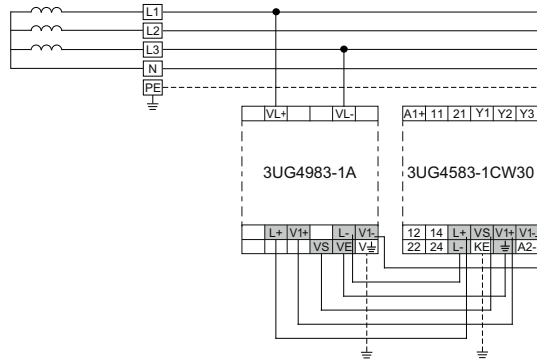 L1
L2
L3
N
PE
VL+ VL-
A1+ 11 21 Y1 Y2 Y3
3UG4983-1A
3UG4583-1CW30
L+ V1+ L- V1-
VS VE V⏚
12 14 L+ VS V1+ V1-
22 24 L- KE ⏚ A2-